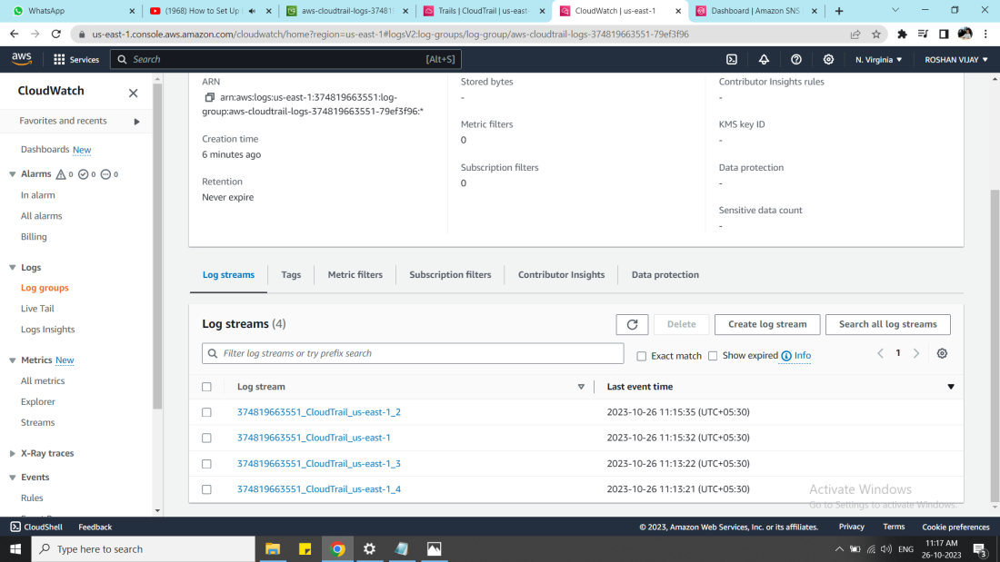 WhatsApp
(1968) How to Set Up
aws-cloudtrail-logs-37481
Trails | CloudTrail | us-east-
CloudWatch | us-east-1
Dashboard | Amazon SNS
us-east-1.console.aws.amazon.com/cloudwatch/home?region=us-east-1#logsV2:log-groups/log-group/aws-cloudtrail-logs-374819663551-79ef3f96
aws
Services
Search
[Alt+S]
N. Virginia
ROSHAN VIJAY
CloudWatch
Favorites and recents
Dashboards New
Alarms 0 0 0
In alarm
All alarms
Billing
Logs
Log groups
Live Tail
Logs Insights
Metrics New
All metrics
Explorer
Streams
X-Ray traces
Events
Rules
ARN
arn:aws:logs:us-east-1:374819663551:log-
group:aws-cloudtrail-logs-374819663551-79ef3f96:*
Creation time
6 minutes ago
Retention
Never expire
Stored bytes
-
Metric filters
0
Subscription filters
0
Contributor Insights rules
-
KMS key ID
-
Data protection
-
Sensitive data count
-
Log streams
Tags
Metric filters
Subscription filters
Contributor Insights
Data protection
Log streams (4)
Delete
Create log stream
Search all log streams
Filter log streams or try prefix search
Exact match
Show expired
Info
1
Log stream
Last event time
374819663551_CloudTrail_us-east-1_2
2023-10-26 11:15:35 (UTC+05:30)
374819663551_CloudTrail_us-east-1
2023-10-26 11:15:32 (UTC+05:30)
374819663551_CloudTrail_us-east-1_3
2023-10-26 11:13:22 (UTC+05:30)
374819663551_CloudTrail_us-east-1_4
2023-10-26 11:13:21 (UTC+05:30)
Activate Windows
Go to Settings to activate Windows.
CloudShell
Feedback
© 2023, Amazon Web Services, Inc. or its affiliates.
Privacy
Terms
Cookie preferences
Type here to search
ENG
11:17 AM
26-10-2023
3